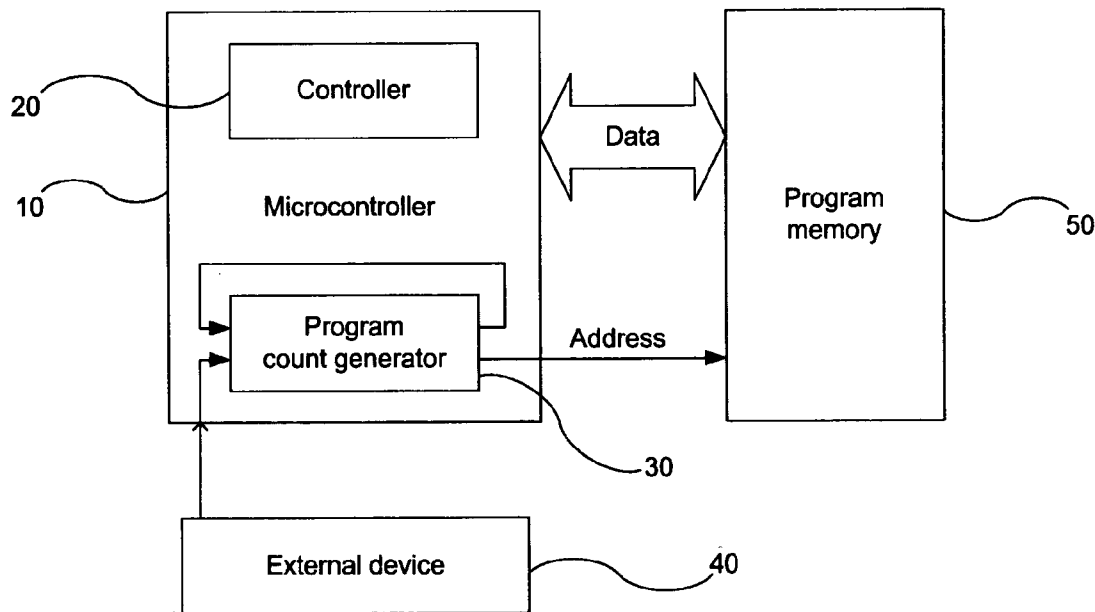 Controller
20
Data
10
Microcontroller
Program
memory
50
Program
count generator
Address
30
External device
40